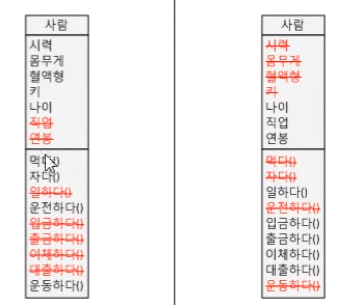 사람
시력
몸무게
혈액형
키
나이
직업
연봉
먹다()
자다()
일하다()
운전하다()
입금하다()
출금하다()
이체하다()
대출하다()
운동하다()
사람
시력
몸무게
혈액형
키
나이
직업
연봉
먹다()
자다()
일하다()
운전하다()
입금하다()
출금하다()
이체하다()
대출하다()
운동하다()